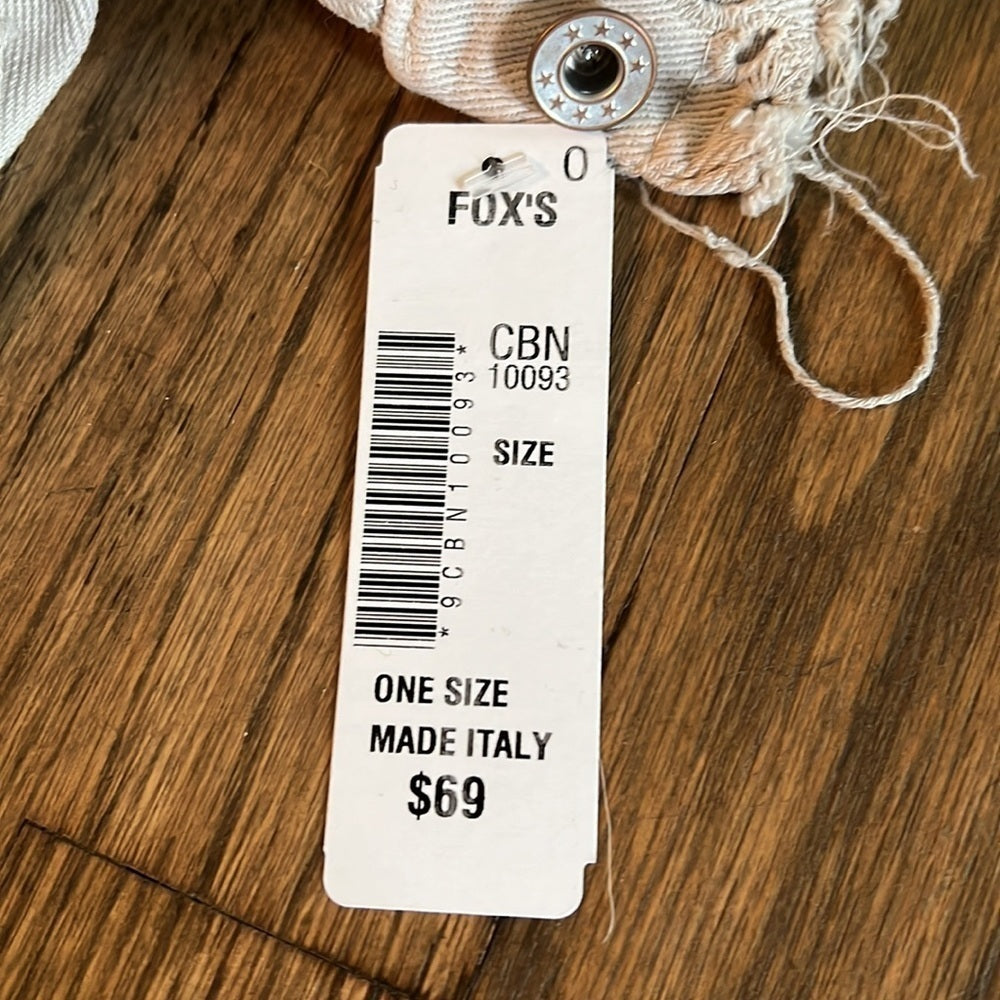 0
FOX'S
CBN
10093
SIZE
*9CBN10093*
ONE SIZE
MADE ITALY
$69